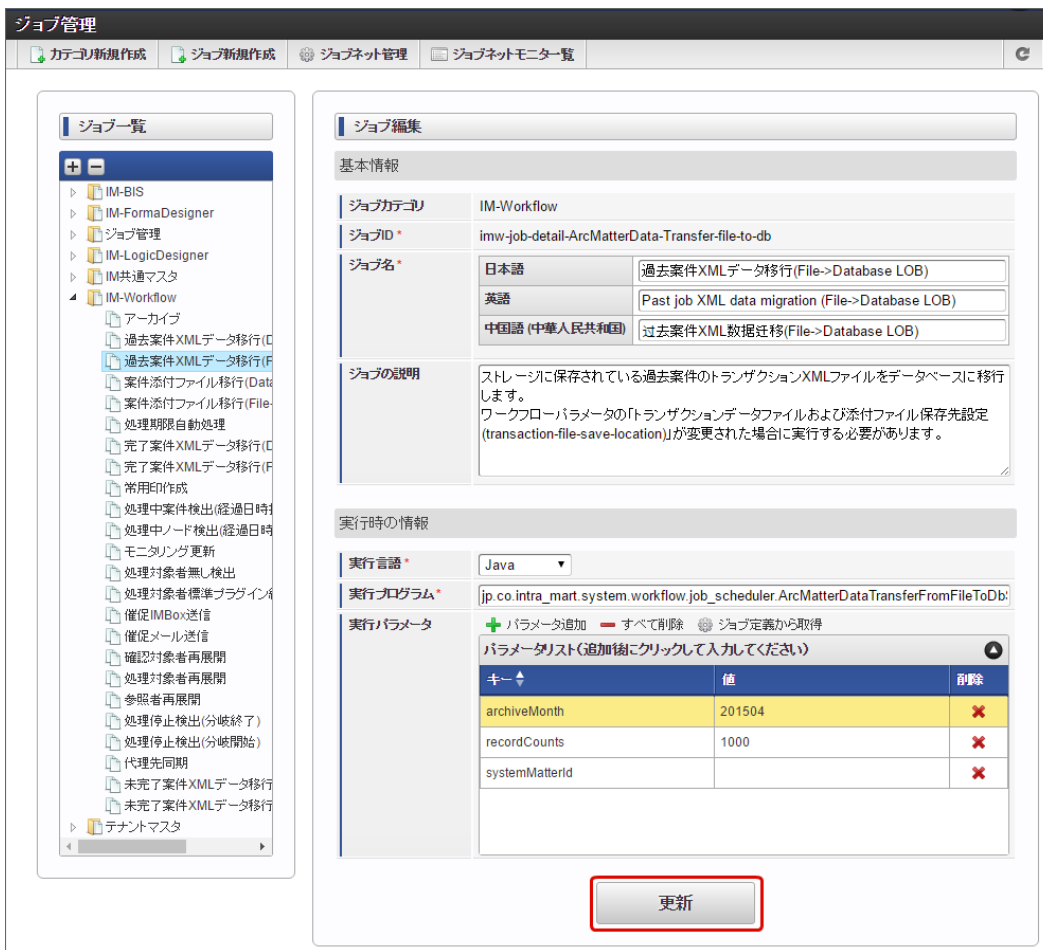 ジョブ管理
カテゴリ新規作成 ジョブ新規作成 ジョブネット管理 ジョブネットモニタ一覧
ジョブ一覧
IM-BIS
IM-FormaDesigner
ジョブ管理
IM-LogicDesigner
IM共通マスタ
IM-Workflow
アーカイブ
過去案件XMLデータ移行(D
過去案件XMLデータ移行(F
案件添付ファイル移行(Data
案件添付ファイル移行(File-
処理期限自動処理
完了案件XMLデータ移行(D
完了案件XMLデータ移行(F
常用印作成
処理中案件検出(経過日時
処理中ノード検出(経過日時
モニタリング更新
処理対象者無し検出
処理対象者標準プラグイン
催促IMBox送信
催促メール送信
確認対象者再展開
処理対象者再展開
参照者再展開
処理停止検出(分岐終了)
処理停止検出(分岐開始)
代理先同期
未完了案件XMLデータ移行
未完了案件XMLデータ移行
テナントマスタ
ジョブ編集
基本情報
ジョブカテゴリ IM-Workflow
ジョブID* imw-job-detail-ArcMatterData-Transfer-file-to-db
ジョブ名* 日本語 過去案件XMLデータ移行(File->Database LOB)
英語 Past job XML data migration (File->Database LOB)
中国語 (中華人民共和国) 过去案件XML数据迁移(File->Database LOB)
ジョブの説明 ストレージに保存されている過去案件のトランザクションXMLファイルをデータベースに移行
します。
ワークフローパラメータの「トランザクションデータファイルおよび添付ファイル保存先設定
(transaction-file-save-location)」が変更された場合に実行する必要があります。
実行時の情報
実行言語* Java
実行プログラム* jp.co.intra_mart.system.workflow.job_scheduler.ArcMatterDataTransferFromFileToDb
実行パラメータ パラメータ追加 すべて削除 ジョブ定義から取得
パラメータリスト(追加後にクリックして入力してください)
キー 値 削除
archiveMonth 201504
recordCounts 1000
systemMatterId
更新